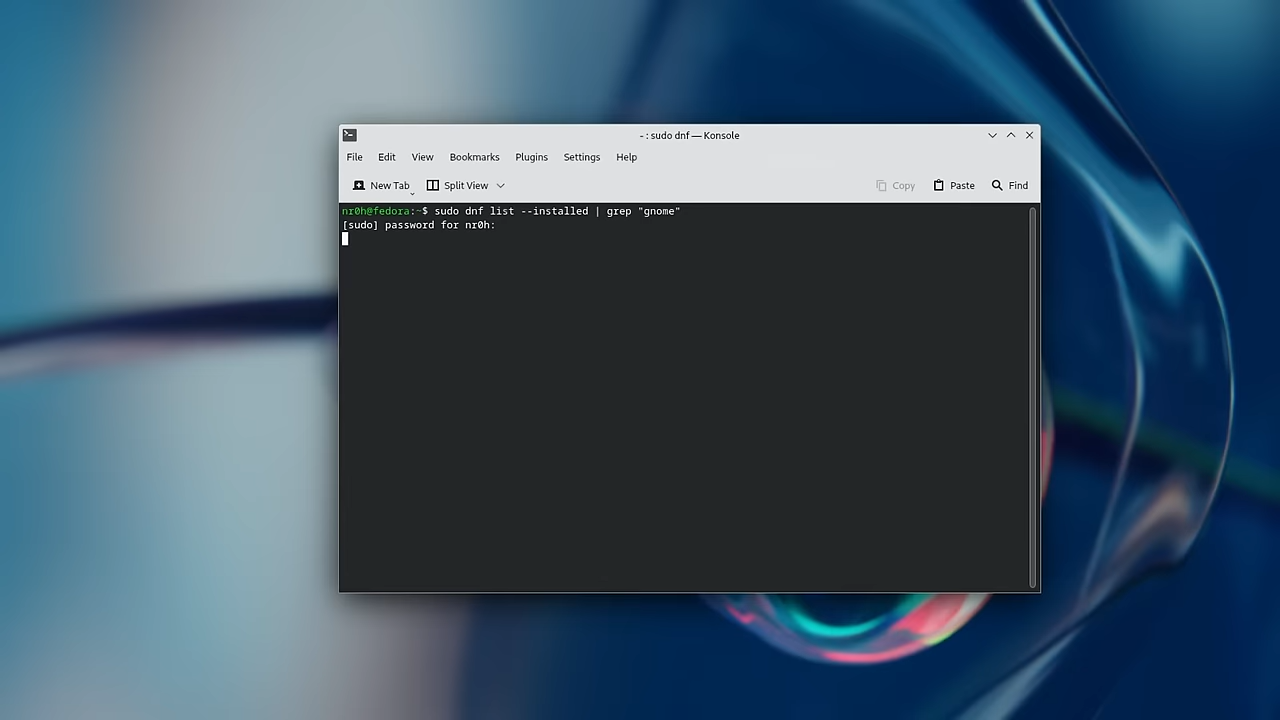 - : sudo dnf — Konsole
File Edit View Bookmarks Plugins Settings Help
New Tab Split View Copy Paste Find
nr0h@fedora:~$ sudo dnf list --installed | grep "gnome"
[sudo] password for nr0h: